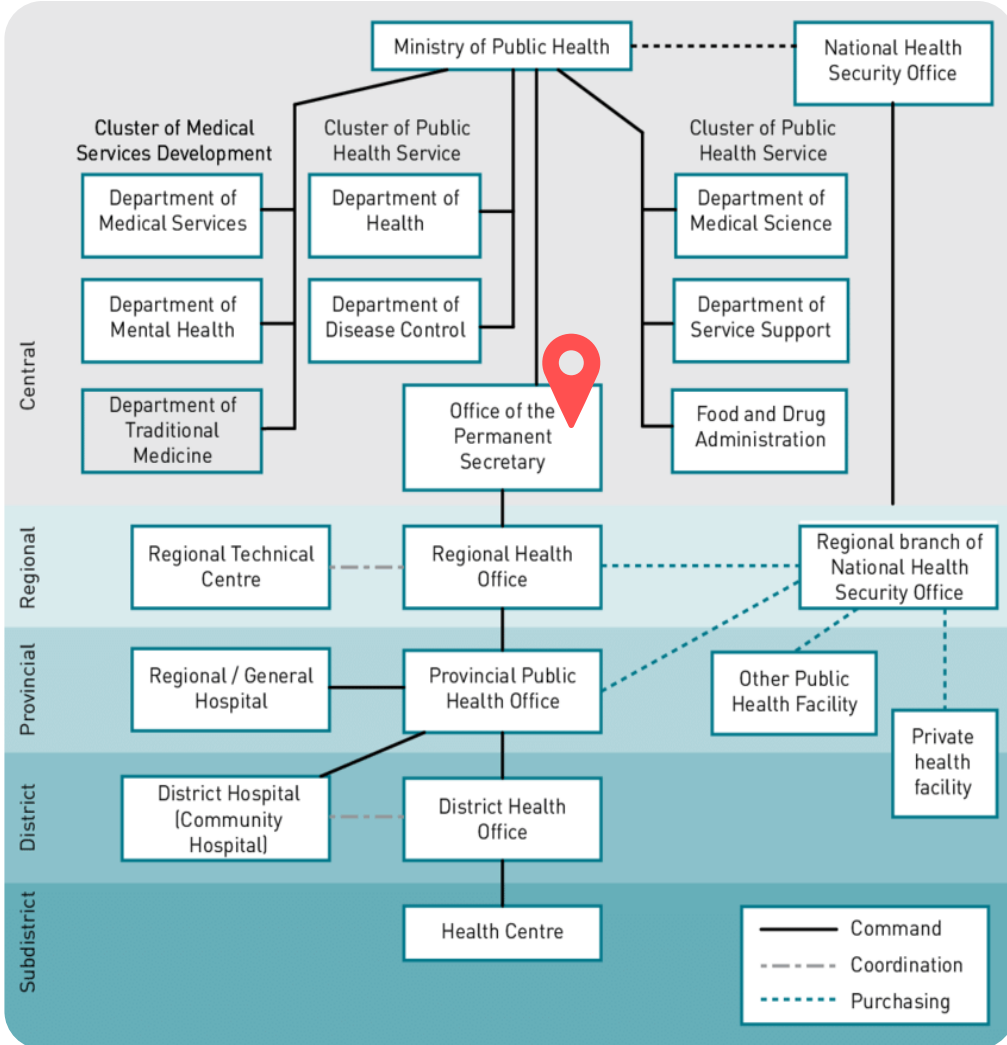 Ministry of Public Health
National Health
Security Office
Cluster of Medical
Services Development
Cluster of Public
Health Service
Cluster of Public
Health Service
Department of
Medical Services
Department of
Health
Department of
Medical Science
Department of
Mental Health
Department of
Disease Control
Department of
Service Support
Central
Department of
Traditional
Medicine
Office of the
Permanent
Secretary
Food and Drug
Administration
Regional
Regional Technical
Centre
Regional Health
Office
Regional branch of
National Health
Security Office
Provincial
Regional / General
Hospital
Provincial Public
Health Office
Other Public
Health Facility
Private
health
facility
District
District Hospital
(Community
Hospital)
District Health
Office
Subdistrict
Health Centre
Command
Coordination
Purchasing